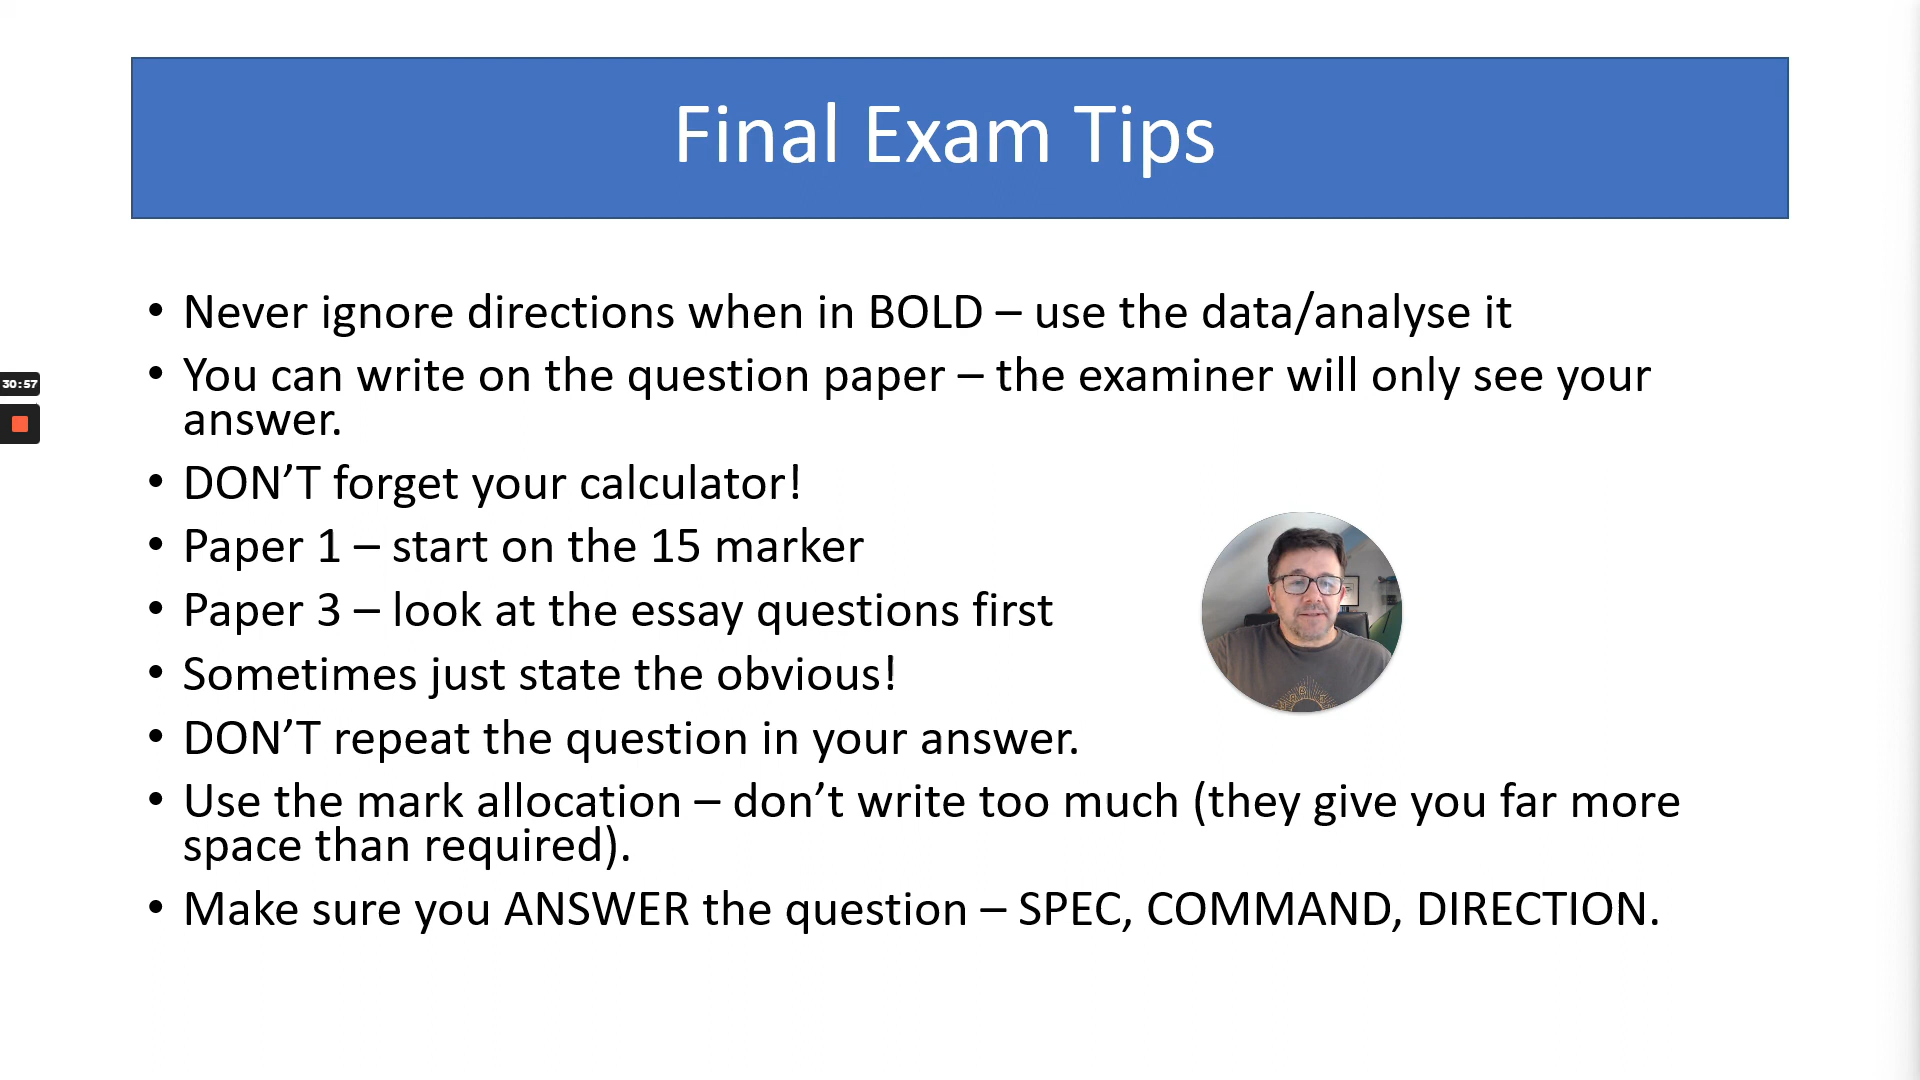 Final Exam Tips
• Never ignore directions when in BOLD – use the data/analyse it
• You can write on the question paper – the examiner will only see your
answer.
30:57
• DON’T forget your calculator!
• Paper 1 – start on the 15 marker
• Paper 3 – look at the essay questions first
• Sometimes just state the obvious!
• DON’T repeat the question in your answer.
• Use the mark allocation – don’t write too much (they give you far more
space than required).
• Make sure you ANSWER the question – SPEC, COMMAND, DIRECTION.